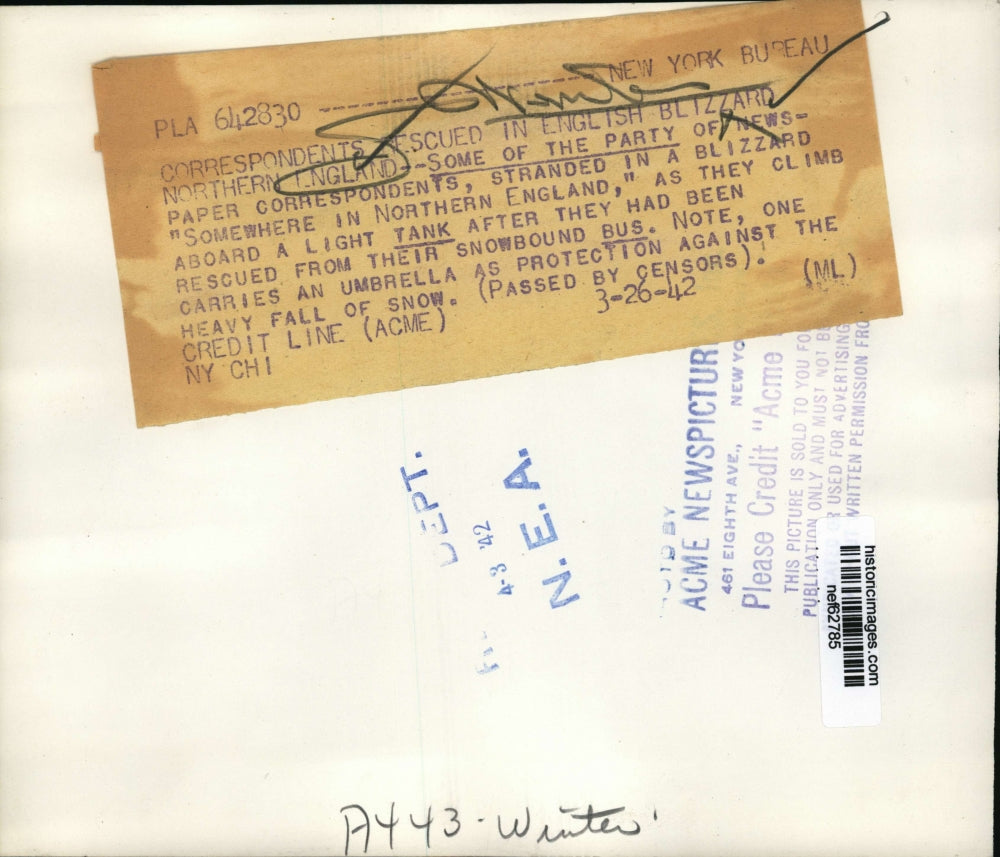 PLA 642830 ---------------------- NEW YORK BUREAU
CORRESPONDENTS RESCUED IN ENGLISH BLIZZARD
NORTHERN ENGLAND--SOME OF THE PARTY OF NEWS-
PAPER CORRESPONDENTS, STRANDED IN A BLIZZARD
"SOMEWHERE IN NORTHERN ENGLAND," AS THEY CLIMB
ABOARD A LIGHT TANK AFTER THEY HAD BEEN
RESCUED FROM THEIR SNOWBOUND BUS. NOTE, ONE
CARRIES AN UMBRELLA AS PROTECTION AGAINST THE
HEAVY FALL OF SNOW. (PASSED BY CENSORS).
CREDIT LINE (ACME) 3-26-42 (ML)
NY CHI
DEPT.
4-3 '42
N.E.A.
BY
ACME NEWSPICTUR
461 EIGHTH AVE., NEW YO
Please Credit "Acme
THIS PICTURE IS SOLD TO YOU FO
PUBLICATION ONLY AND MUST NOT B
R USED FOR ADVERTISING
WRITTEN PERMISSION FRO
historicimages.com
nef62785
A443-Winter